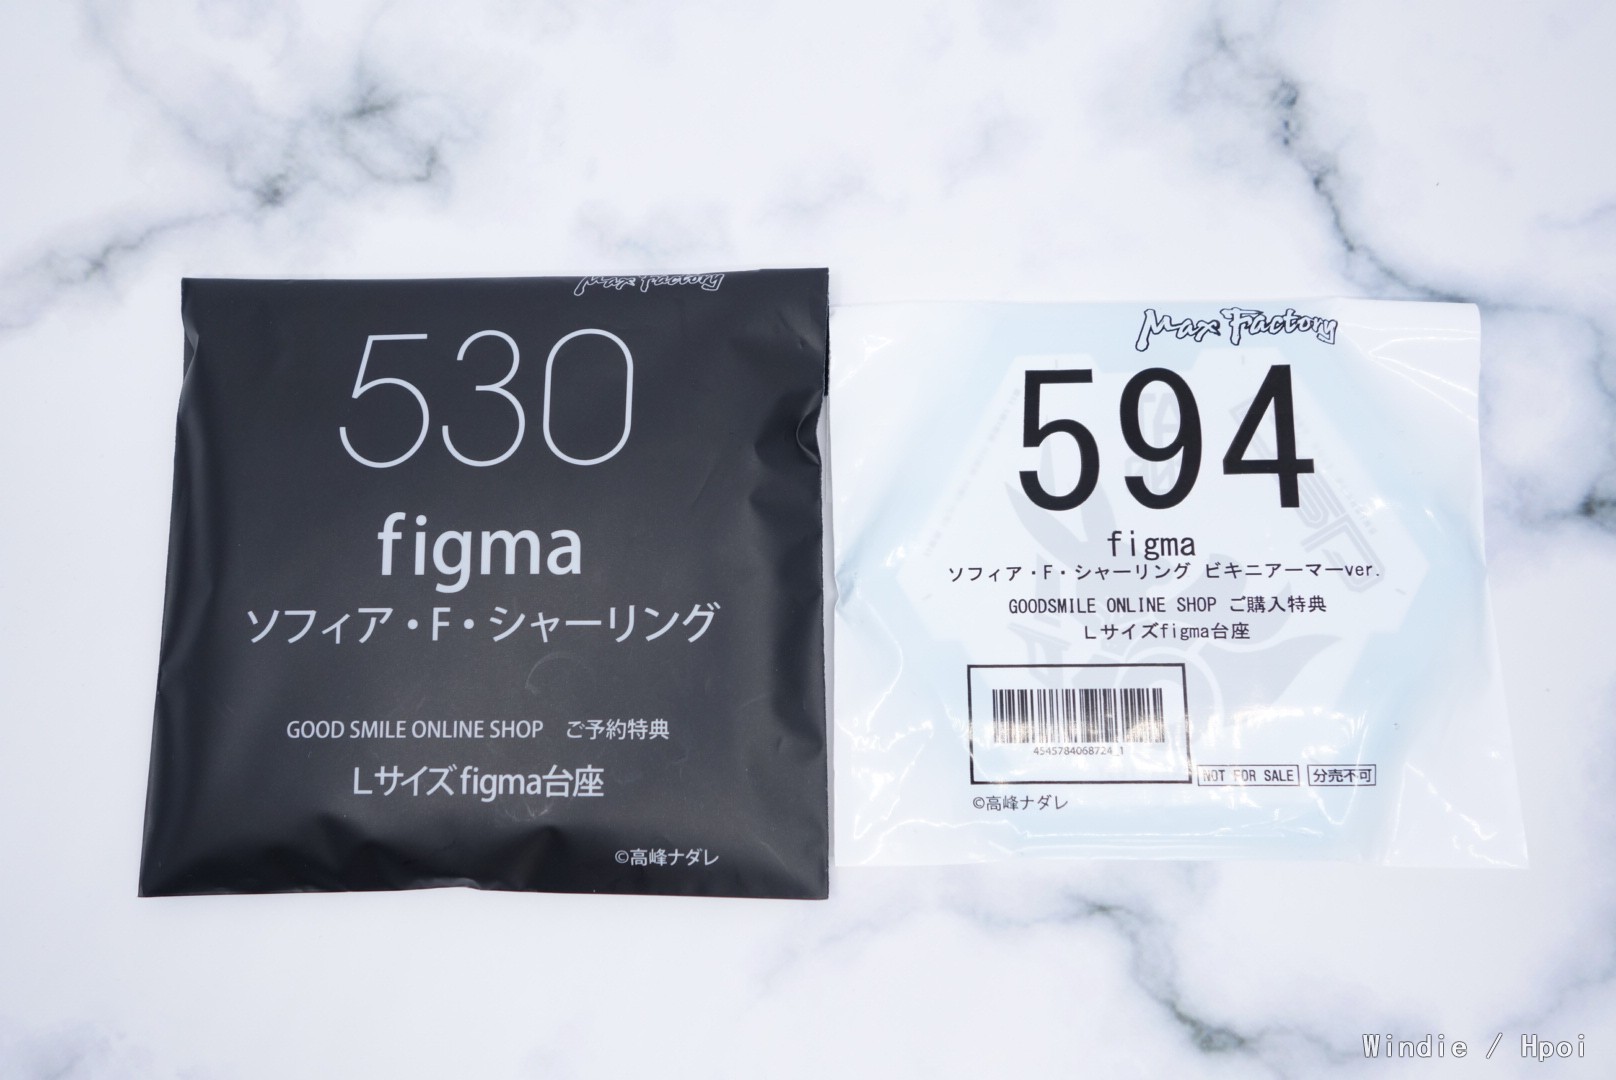 Max Factory
530
figma
ソフィア・F・シャーリング
GOOD SMILE ONLINE SHOP ご予約特典
Lサイズfigma台座
©高峰ナダレ
Max Factory
594
figma
ソフィア・F・シャーリング ビキニアーマーver.
GOODSMILE ONLINE SHOP ご購入特典
Lサイズfigma台座
4545784068724_1
NOT FOR SALE 分売不可
©高峰ナダレ
Windie / Hpoi